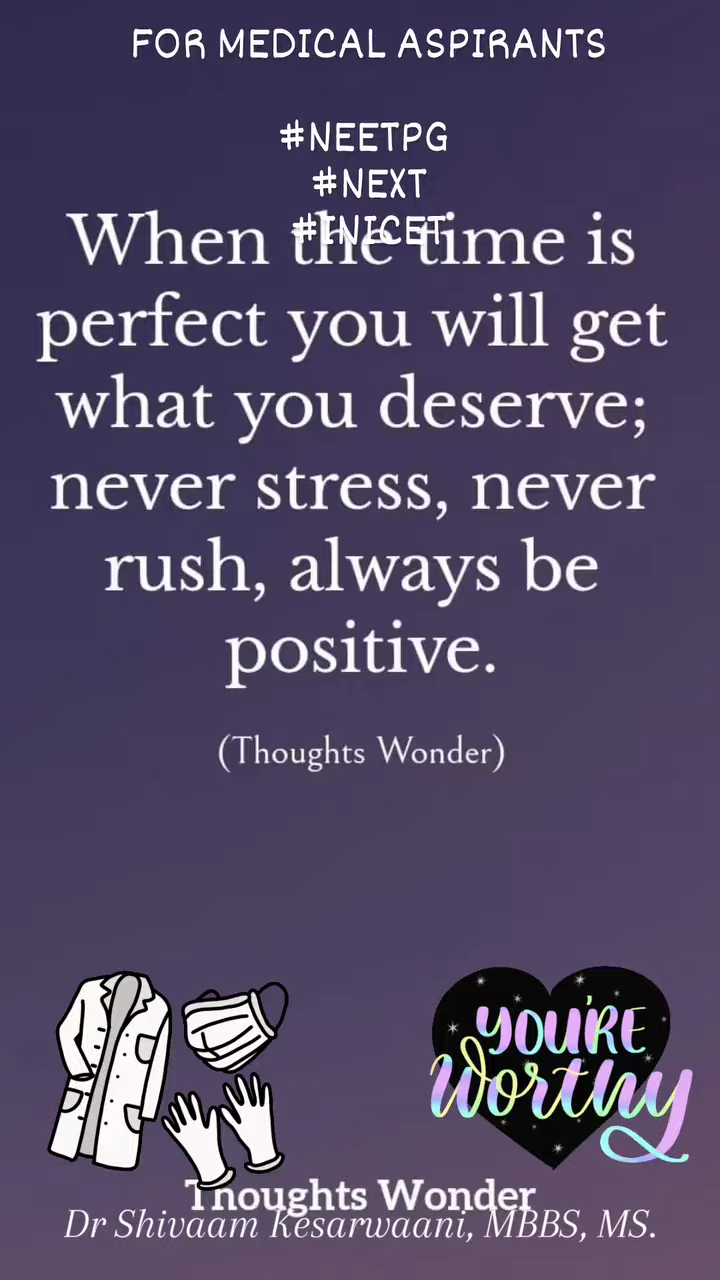 FOR MEDICAL ASPIRANTS
#NEETPG
#NEXT
#INICET
When the time is
perfect you will get
what you deserve;
never stress, never
rush, always be
positive.
(Thoughts Wonder)
YOU'RE
Worthy
Thoughts Wonder
Dr Shivaam Kesarwaani, MBBS, MS.